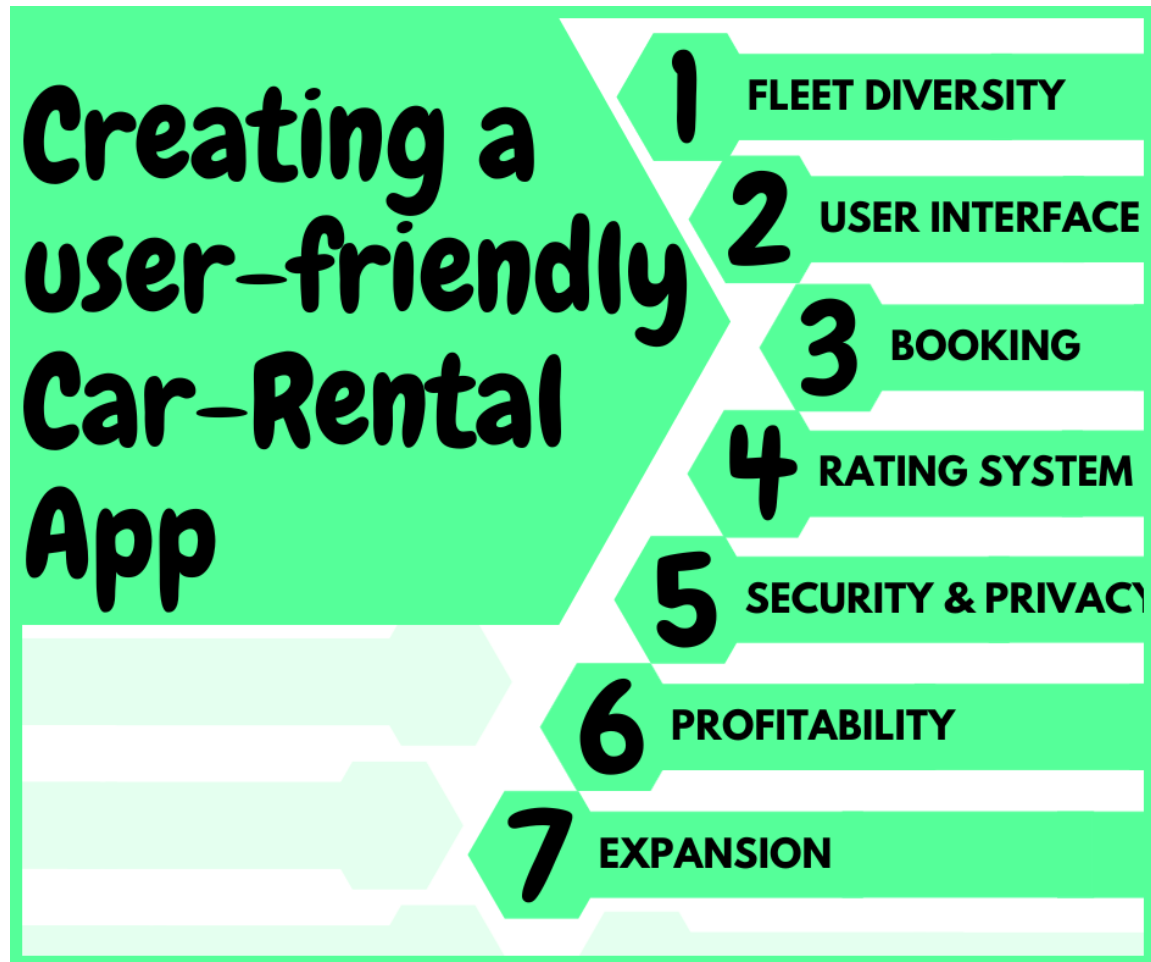 Creating a
user-friendly
Car-Rental
App
1 FLEET DIVERSITY
2 USER INTERFACE
3 BOOKING
4 RATING SYSTEM
5 SECURITY & PRIVACY
6 PROFITABILITY
7 EXPANSION